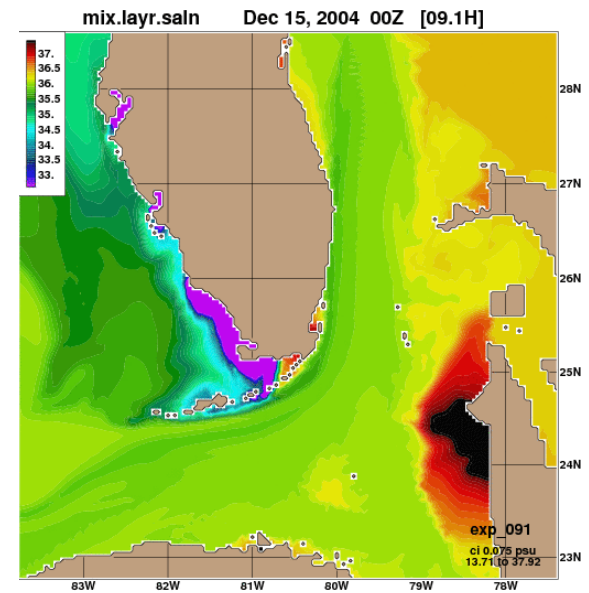 mix.layr.saln Dec 15, 2004 00Z [09.1H]
37.
36.5
36.
35.5
35.
34.5
34.
33.5
33.
28N
27N
26N
25N
24N
23N
exp_091
ci 0.075 psu
13.71 to 37.92
83W 82W 81W 80W 79W 78W